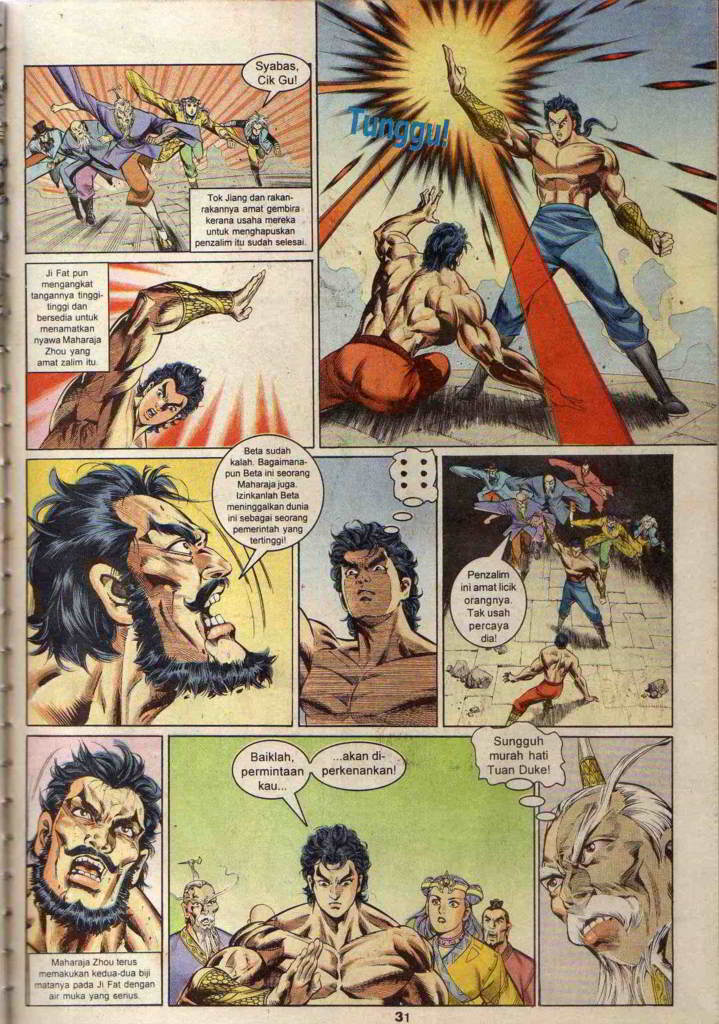 Syabas,
Cik Gu!
Tok Jiang dan rakan-
rakannya amat gembira
kerana usaha mereka
untuk menghapuskan
penzalim itu sudah selesai.
Tunggu!
Ji Fat pun
mengangkat
tangannya tinggi-
tinggi dan
bersedia untuk
menamatkan
nyawa Maharaja
Zhou yang
amat zalim itu.
Beta sudah
kalah. Bagaimana-
pun Beta ini seorang
Maharaja juga.
Izinkanlah Beta
meninggalkan dunia
ini sebagai seorang
pemerintah yang
tertinggi!
Penzalim
ini amat licik
orangnya.
Tak usah
percaya
dia!
Maharaja Zhou terus
memakukan kedua-dua biji
matanya pada Ji Fat dengan
air muka yang serius.
Baiklah,
permintaan
kau...
...akan di-
perkenankan!
Sungguh
murah hati
Tuan Duke!
31